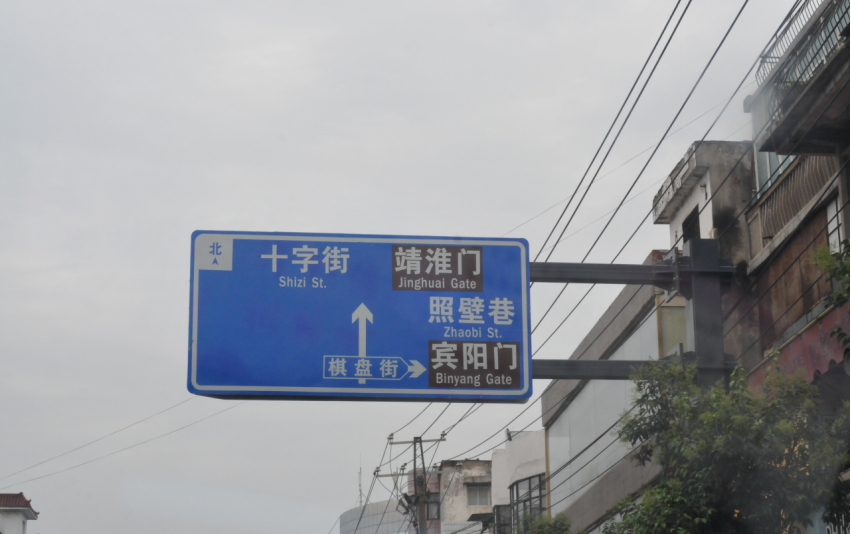 北
十字街
Shizi St.
靖淮门
Jinghuai Gate
照壁巷
Zhaobi St.
棋盘街
宾阳门
Binyang Gate